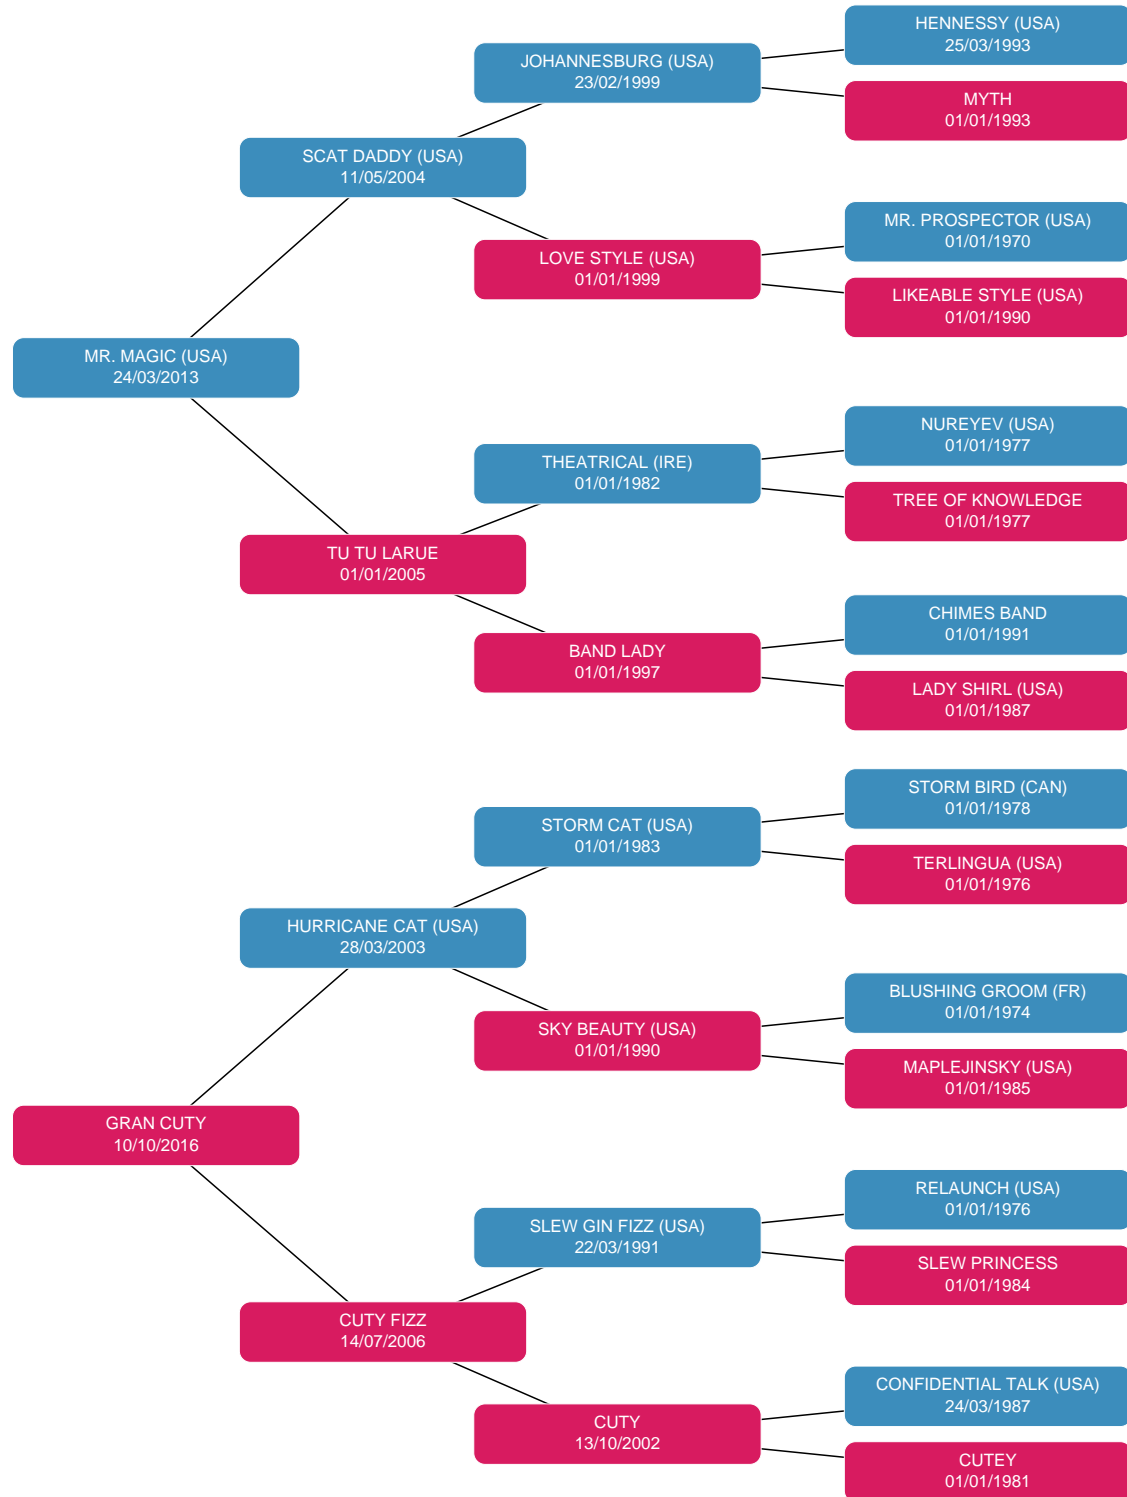 HENNESSY (USA)
25/03/1993
JOHANNESBURG (USA)
23/02/1999
MYTH
01/01/1993
SCAT DADDY (USA)
11/05/2004
MR. PROSPECTOR (USA)
01/01/1970
LOVE STYLE (USA)
01/01/1999
LIKEABLE STYLE (USA)
01/01/1990
MR. MAGIC (USA)
24/03/2013
NUREYEV (USA)
01/01/1977
THEATRICAL (IRE)
01/01/1982
TREE OF KNOWLEDGE
01/01/1977
TU TU LARUE
01/01/2005
CHIMES BAND
01/01/1991
BAND LADY
01/01/1997
LADY SHIRL (USA)
01/01/1987
STORM BIRD (CAN)
01/01/1978
STORM CAT (USA)
01/01/1983
TERLINGUA (USA)
01/01/1976
HURRICANE CAT (USA)
28/03/2003
BLUSHING GROOM (FR)
01/01/1974
SKY BEAUTY (USA)
01/01/1990
MAPLEJINSKY (USA)
01/01/1985
GRAN CUTY
10/10/2016
RELAUNCH (USA)
01/01/1976
SLEW GIN FIZZ (USA)
22/03/1991
SLEW PRINCESS
01/01/1984
CUTY FIZZ
14/07/2006
CONFIDENTIAL TALK (USA)
24/03/1987
CUTY
13/10/2002
CUTEY
01/01/1981